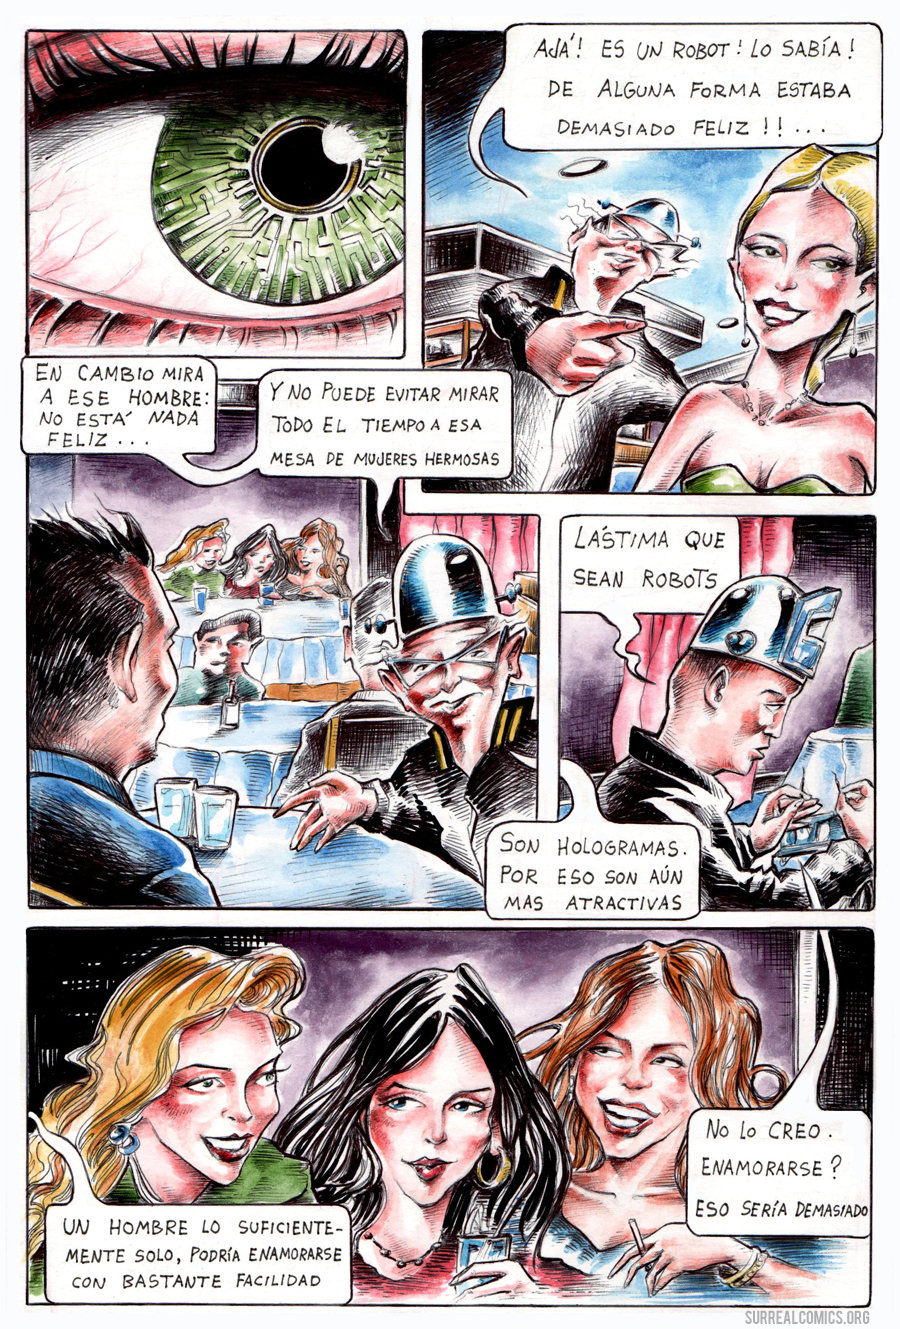 AJÁ! ES UN ROBOT! LO SABÍA!
DE ALGUNA FORMA ESTABA
DEMASIADO FELIZ!!...
EN CAMBIO MIRA
A ESE HOMBRE:
NO ESTÁ NADA
FELIZ...
Y NO PUEDE EVITAR MIRAR
TODO EL TIEMPO A ESA
MESA DE MUJERES HERMOSAS
LÁSTIMA QUE
SEAN ROBOTS
SON HOLOGRAMAS.
POR ESO SON AÚN
MAS ATRACTIVAS
UN HOMBRE LO SUFICIENTE-
MENTE SOLO, PODRÍA ENAMORARSE
CON BASTANTE FACILIDAD
NO LO CREO.
ENAMORARSE?
ESO SERÍA DEMASIADO
SURREALCOMICS.ORG